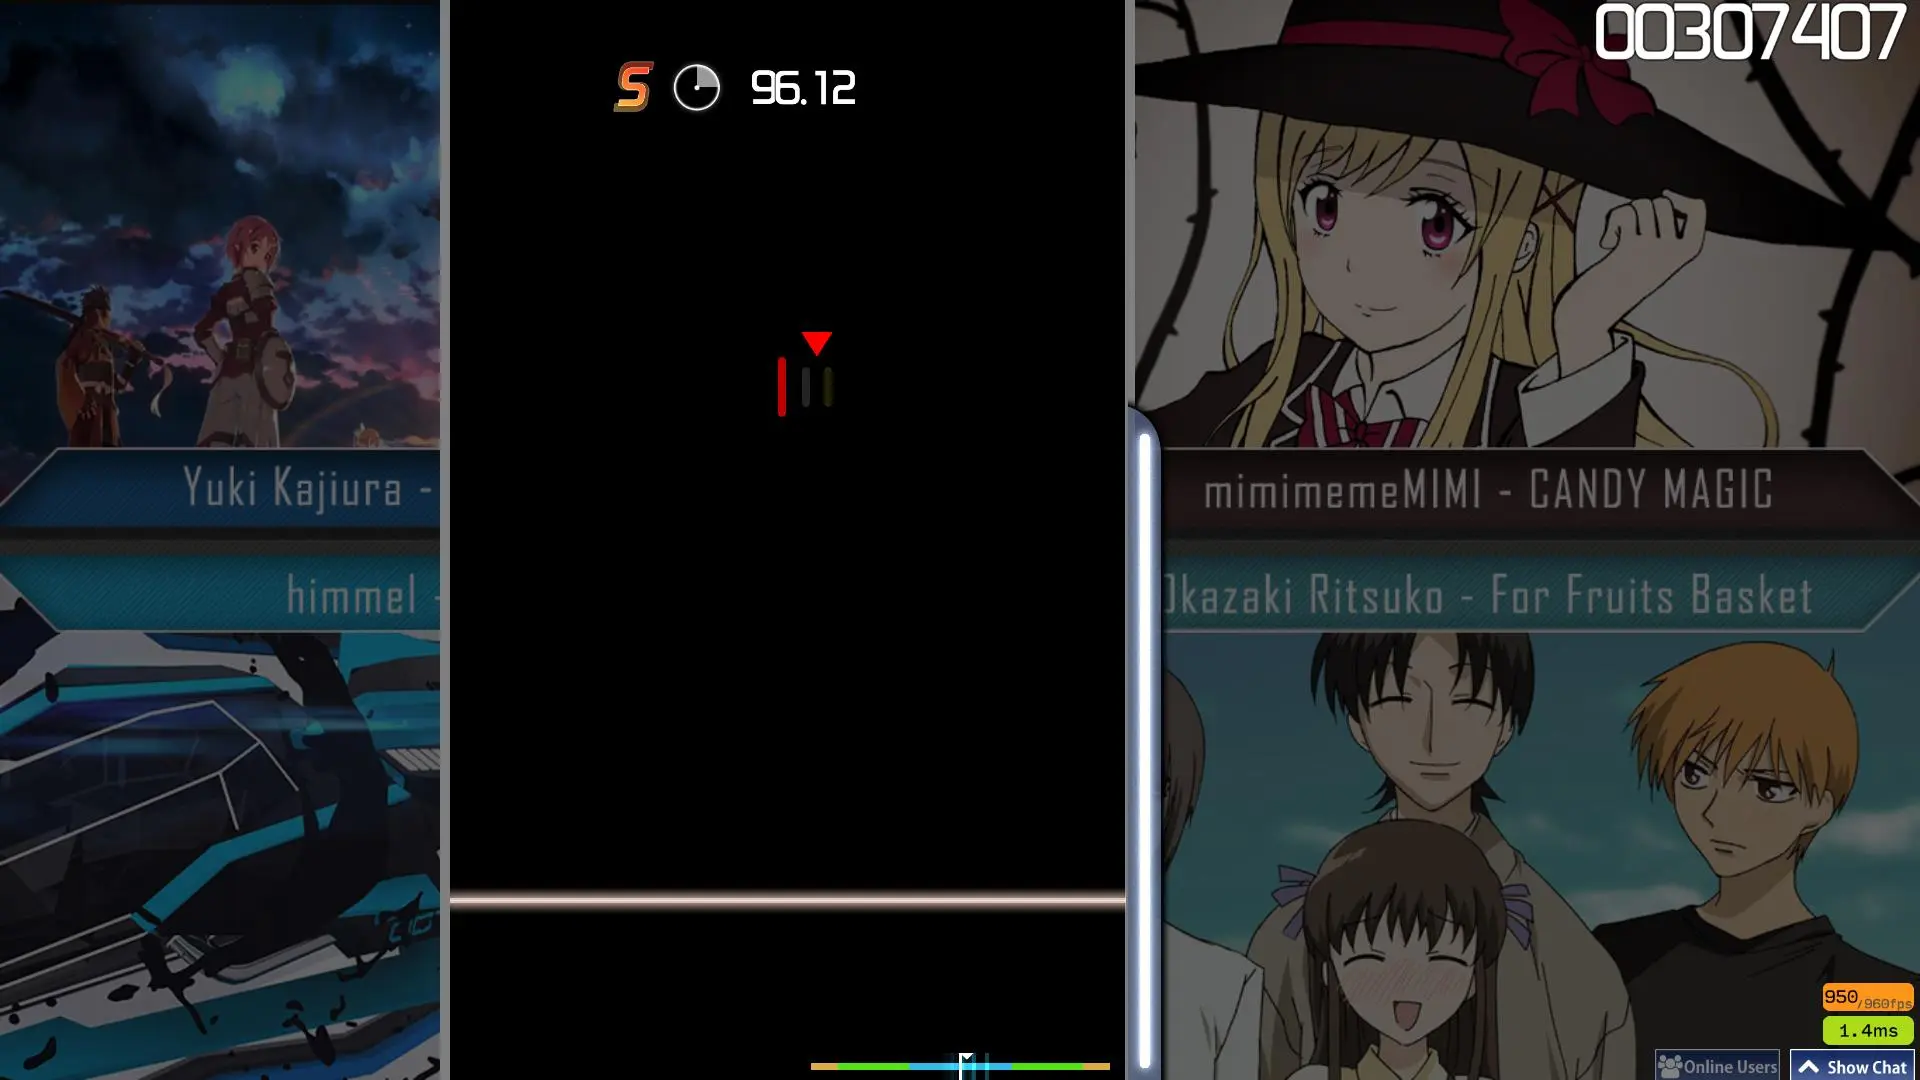 00307407
S 96.12
Yuki Kajiura -
mimimemeMIMI - CANDY MAGIC
himmel -
Okazaki Ritsuko - For Fruits Basket
950/960fps
1.4ms
Online Users
Show Chat